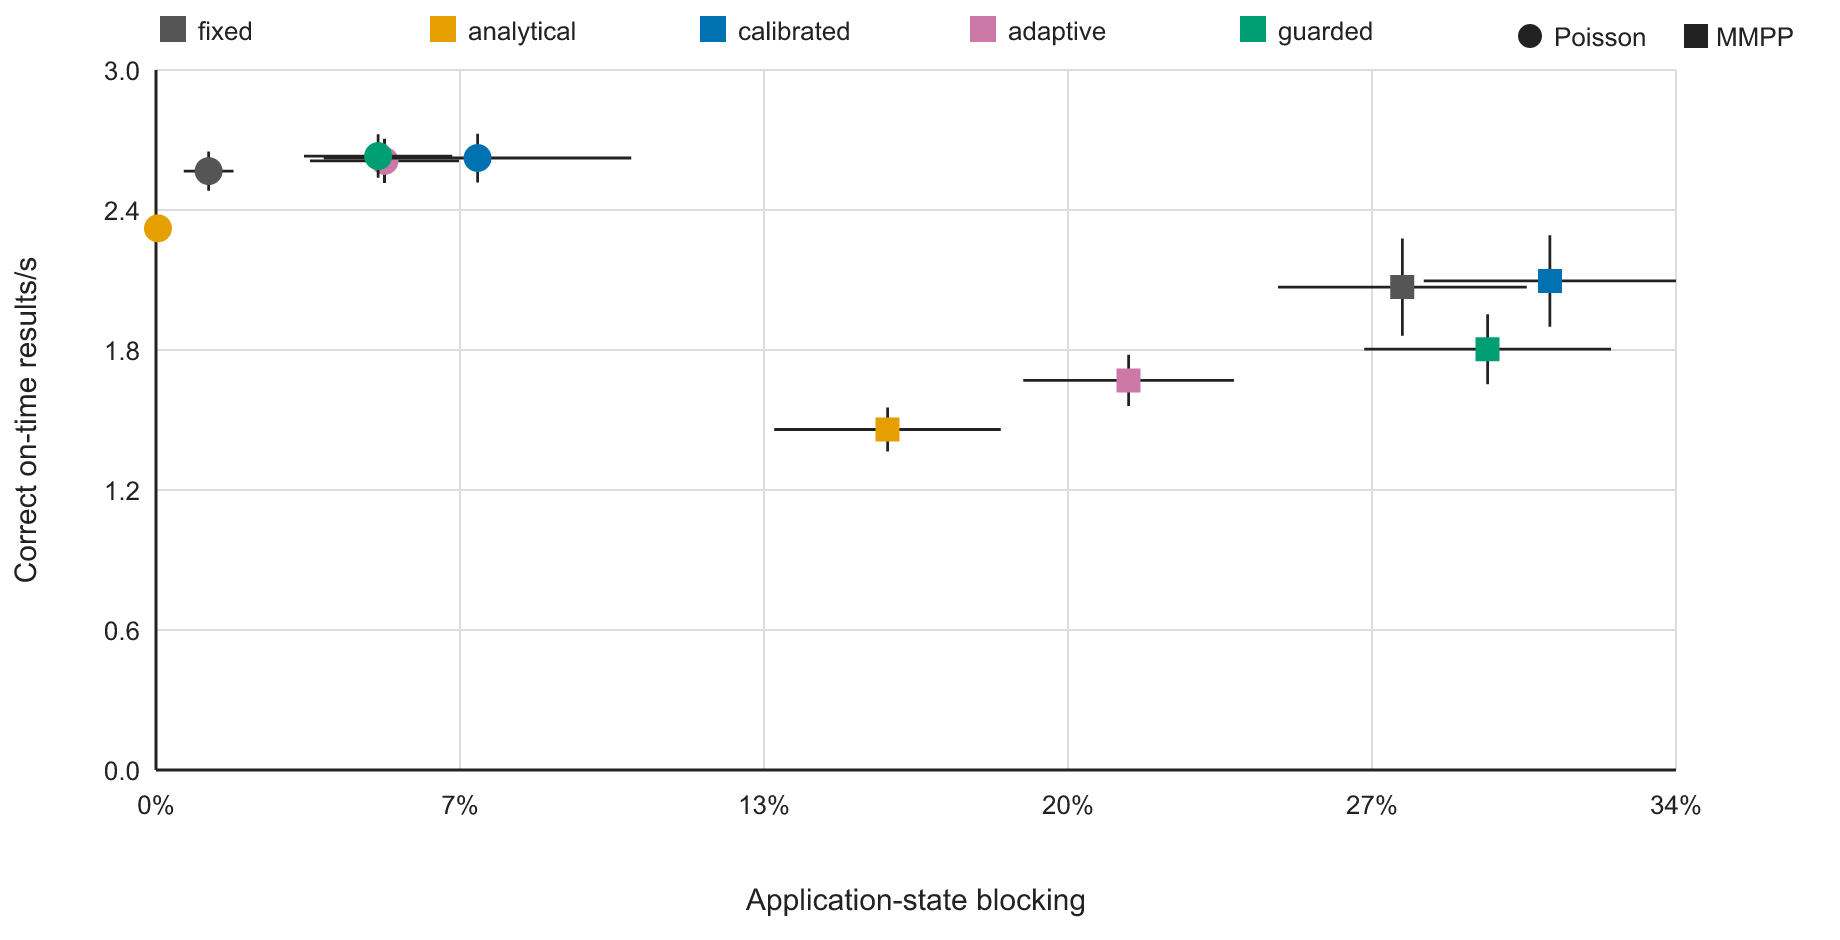 fixed analytical calibrated adaptive guarded Poisson MMPP
3.0
2.4
1.8
1.2
0.6
0.0
Correct on-time results/s
0% 7% 13% 20% 27% 34%
Application-state blocking